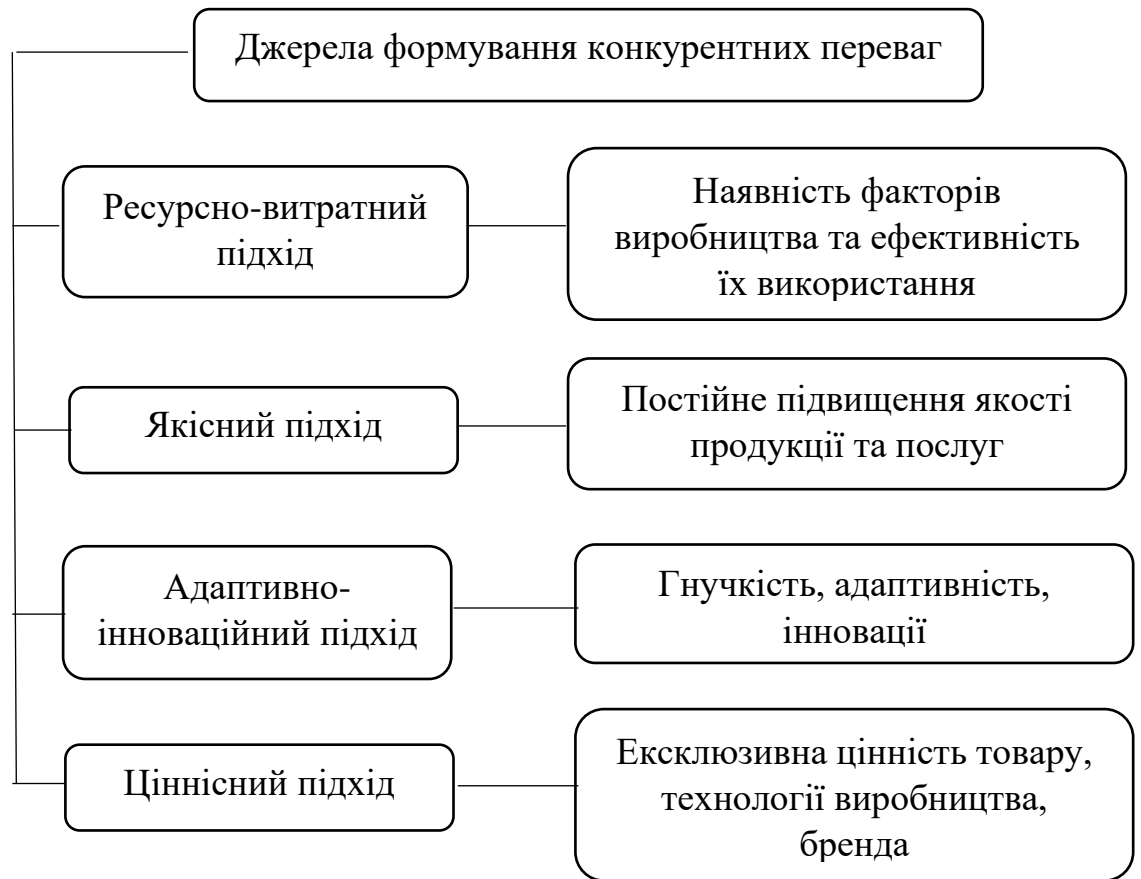 Джерела формування конкурентних переваг
Ресурсно-витратний
підхід
Наявність факторів
виробництва та ефективність
їх використання
Якісний підхід
Постійне підвищення якості
продукції та послуг
Адаптивно-
інноваційний підхід
Гнучкість, адаптивність,
інновації
Ціннісний підхід
Ексклюзивна цінність товару,
технології виробництва,
бренда